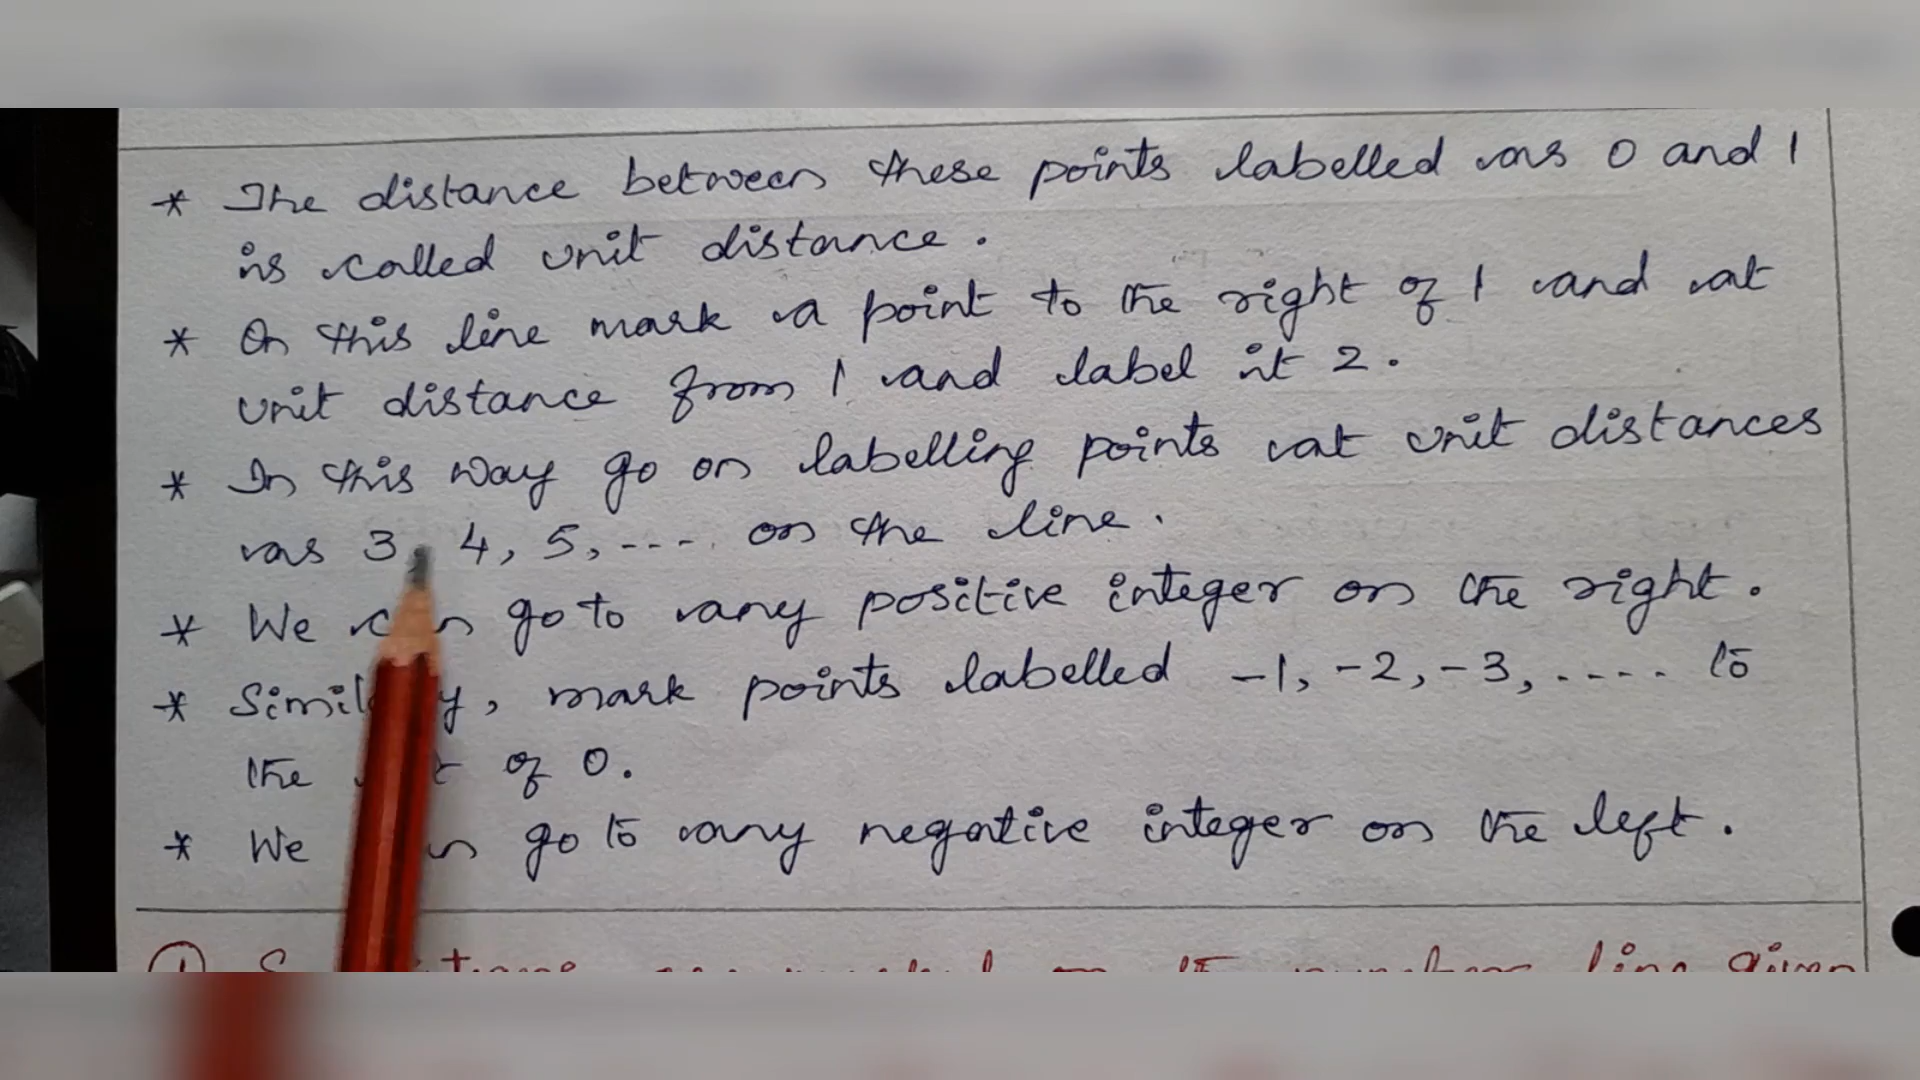 * The distance between these points labelled as 0 and 1
is called unit distance.
* On this line mark a point to the right of 1 and at
unit distance from 1 and label it 2.
* In this way go on labelling points at unit distances
as 3, 4, 5, --- on the line.
* We go to any positive integer on the right.
* mark points labelled -1, -2, -3, .... to
the of 0.
* We go to any negative integer on the left.
line given